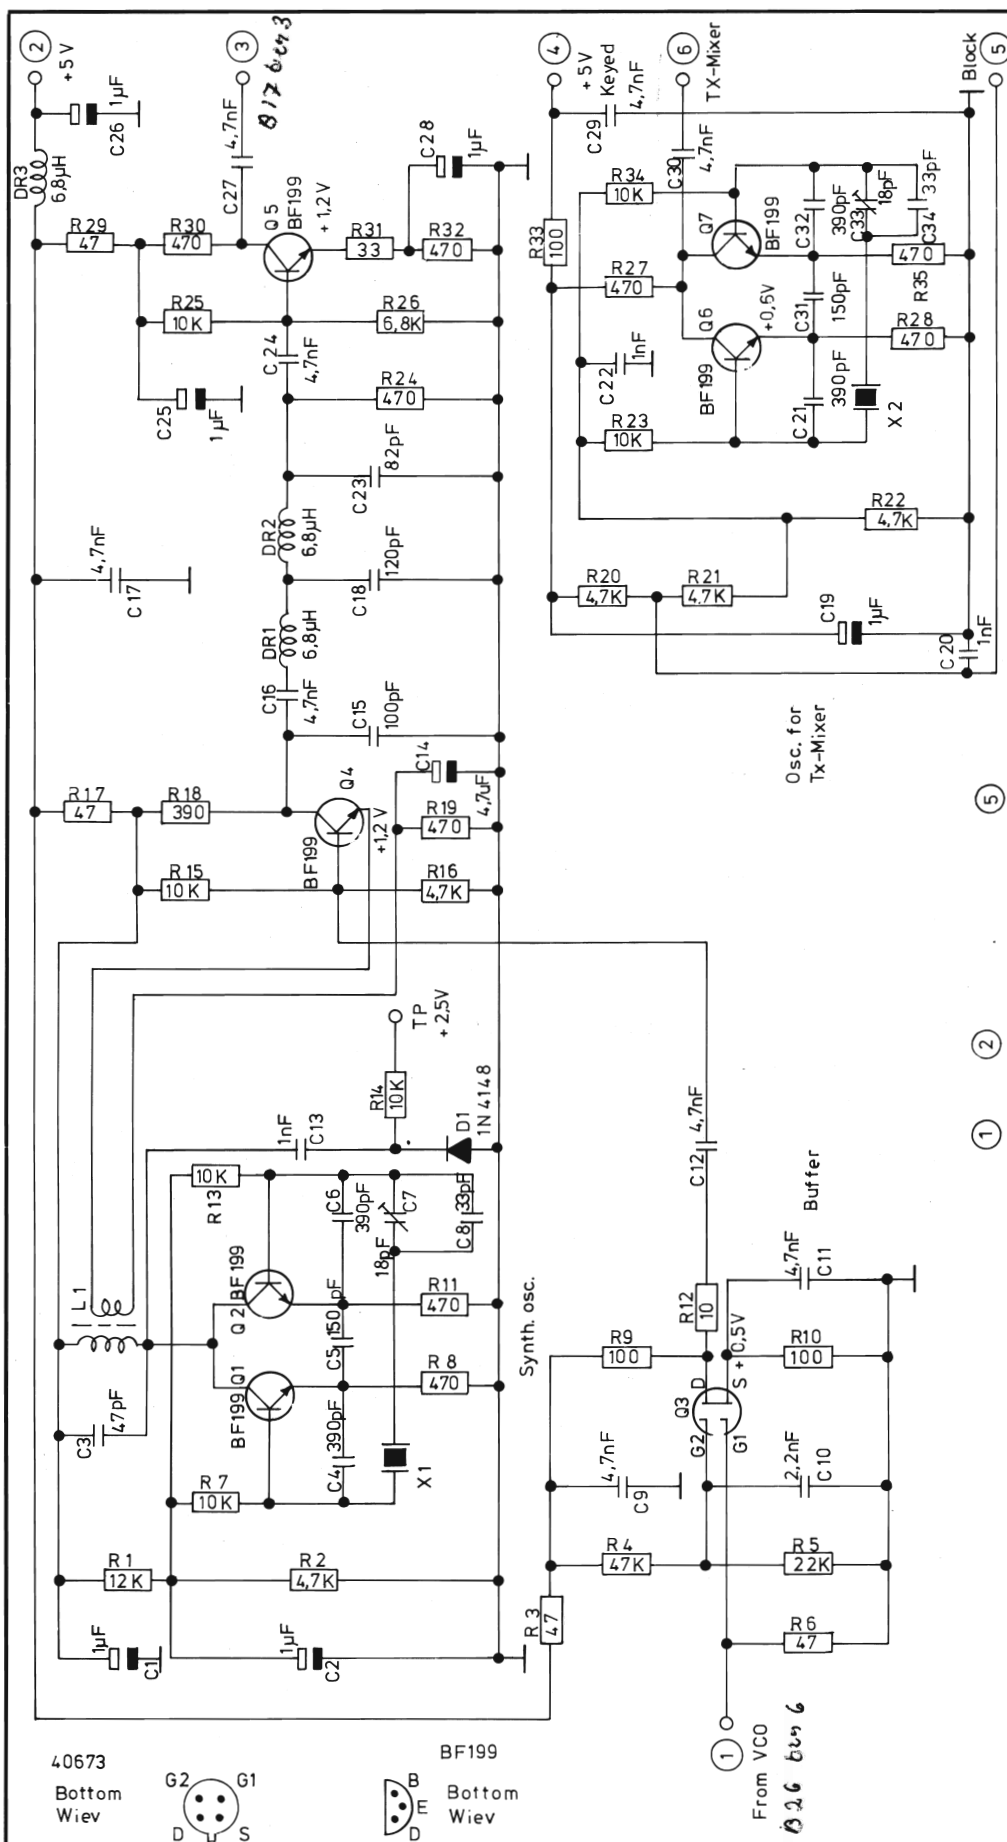 2
+5V
1µF
C26
DR3
6,8µH
3
B17 ben 3
4,7nF
C27
R29
47
R30
470
Q5
BF199
+1,2V
R31
33
R32
470
C28
1µF
R25
10K
R26
6,8K
C24
4,7nF
C25
1µF
R24
470
C23
82pF
DR2
6,8µH
C18
120pF
4,7nF
C17
DR1
6,8µH
C16
4,7nF
C15
100pF
R17
47
R18
390
Q4
BF199
+1,2V
C14
4,7uF
R19
470
R15
10K
R16
4,7K
TP
+2,5V
R14
10K
1nF
C13
D1
1N4148
R13
10K
C6
390pF
C7
18pF
C8
33pF
L1
Q2
BF199
C5
150pF
R11
470
Q1
BF199
R8
470
C3
47pF
C4
390pF
X1
R7
10K
R1
12K
R2
4,7K
1µF
C1
1µF
C2
Synth. osc.
4
+5V
Keyed
C29
4,7nF
6
TX-Mixer
C30
4,7nF
Block
5
R34
10K
R33
100
R27
470
Q7
BF199
C32
390pF
C33
18pF
C34
33pF
470
R35
C31
150pF
Q6
BF199
+0,6V
R28
470
C22
1nF
C21
390pF
X2
R23
10K
R22
4,7K
R20
4,7K
R21
4,7K
C19
1µF
C20
1nF
Osc. for
Tx-Mixer
5
2
1
C12
4,7nF
Buffer
R12
10
4,7nF
C11
R9
100
R10
100
Q3
D
S
+0,5V
G2
G1
4,7nF
C9
2,2nF
C10
R4
47K
R5
22K
R3
47
R6
47
1
From VCO
B26 ben 6
40673
Bottom
Wiev
G2
G1
D
S
BF199
Bottom
Wiev
B
E
D